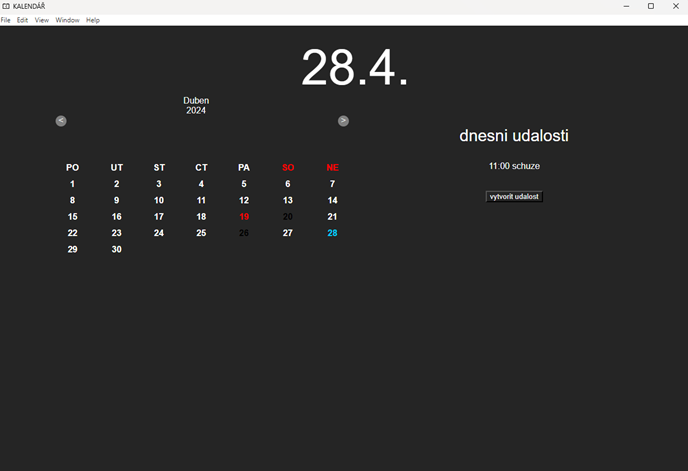 KALENDÁŘ
File Edit View Window Help
28.4.
Duben
2024
< >
PO UT ST CT PA SO NE
1 2 3 4 5 6 7
8 9 10 11 12 13 14
15 16 17 18 19 20 21
22 23 24 25 26 27 28
29 30
dnesni udalosti
11:00 schuze
vytvorit udalost